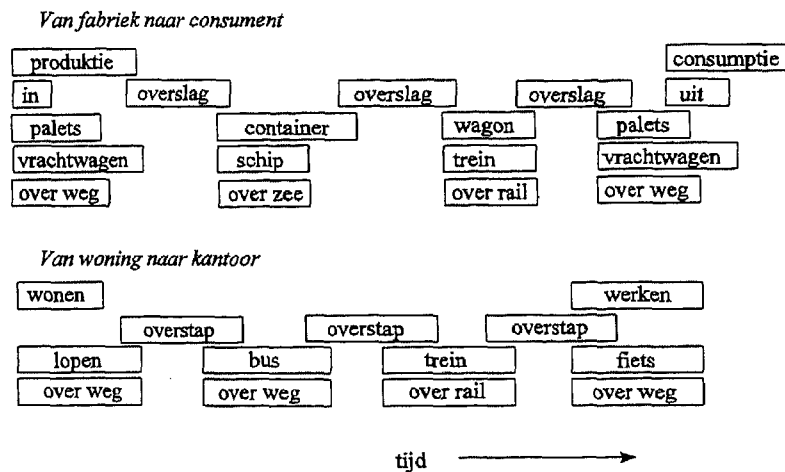 Van fabriek naar consument
produktie consumptie
in overslag overslag overslag uit
palets container wagon palets
vrachtwagen schip trein vrachtwagen
over weg over zee over rail over weg
Van woning naar kantoor
wonen werken
overstap overstap overstap
lopen bus trein fiets
over weg over weg over rail over weg
tijd